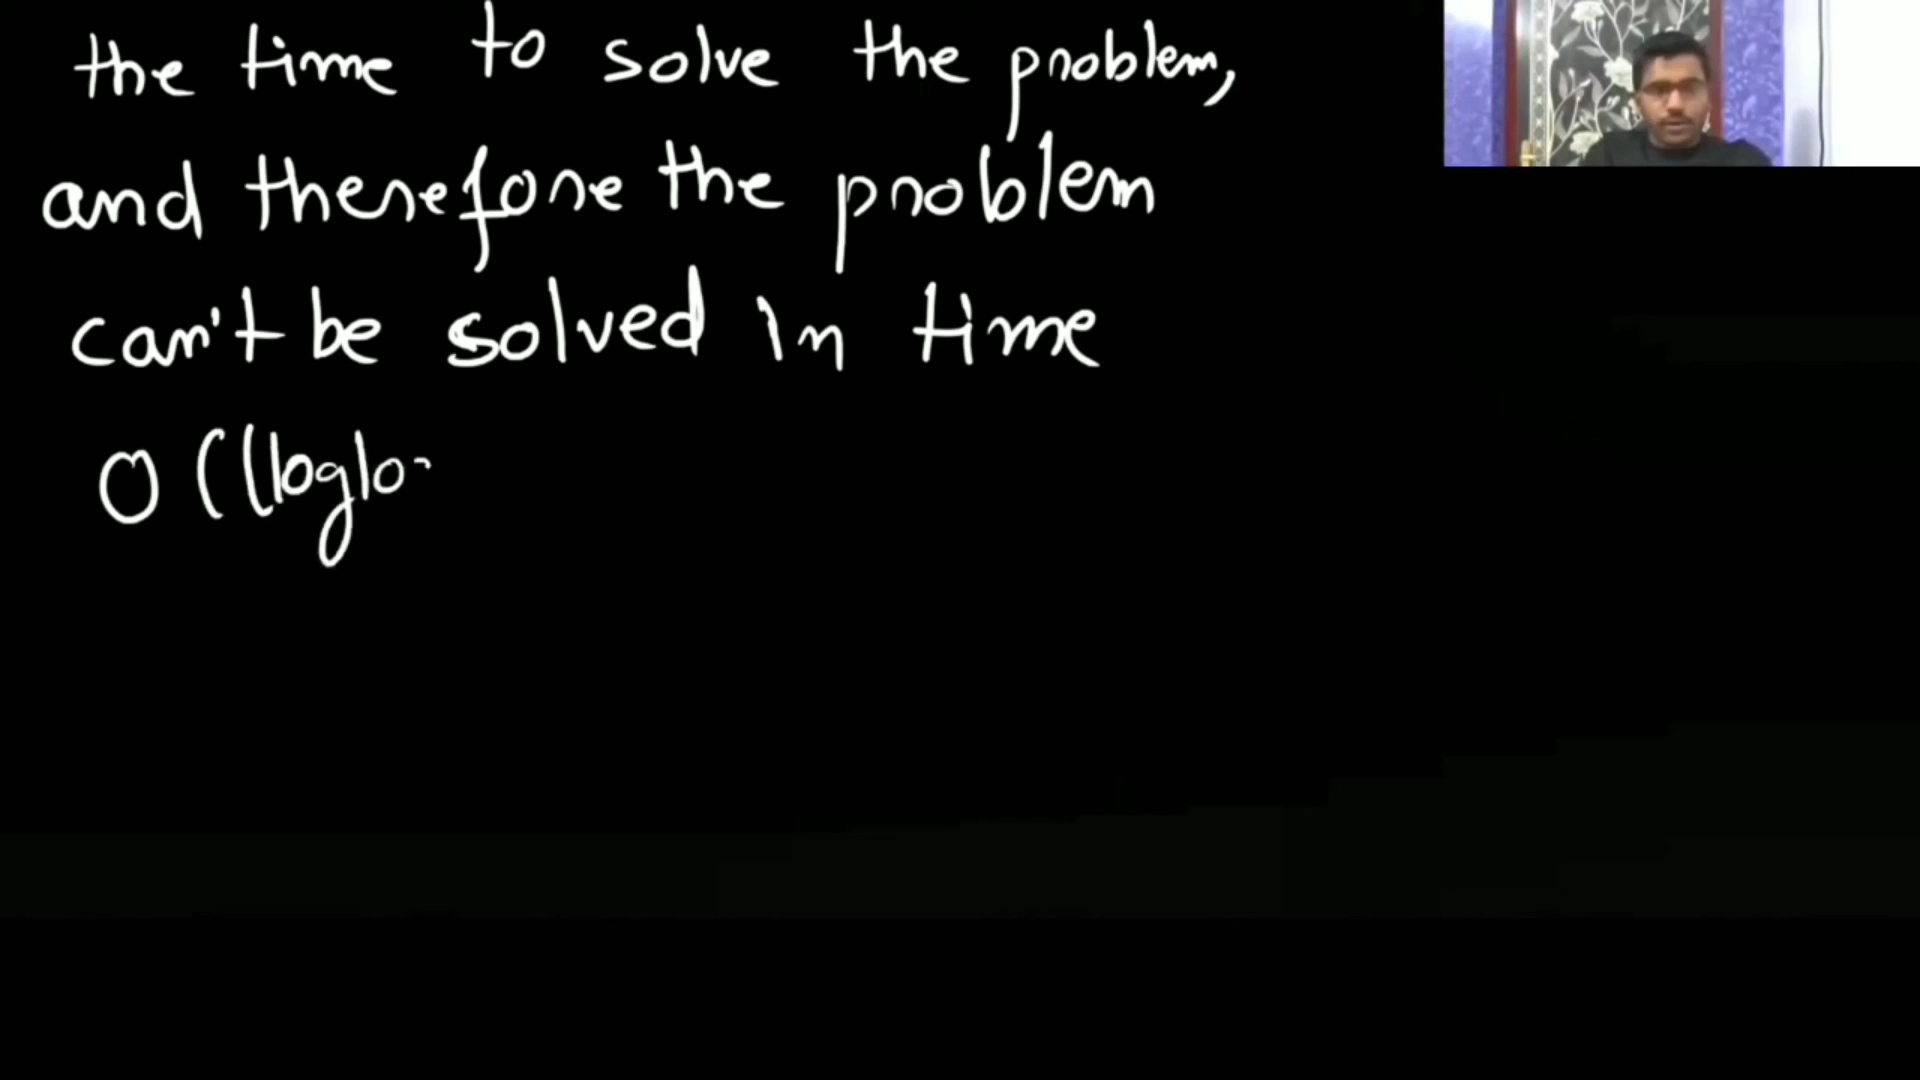 the time to solve the problem,
and therefore the problem
can't be solved in time
O((loglo